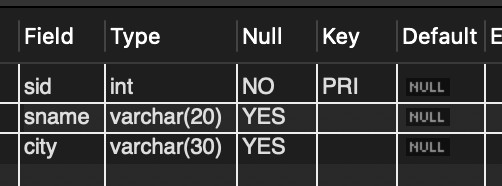 Field Type Null Key Default E
sid int NO PRI NULL
sname varchar(20) YES NULL
city varchar(30) YES NULL